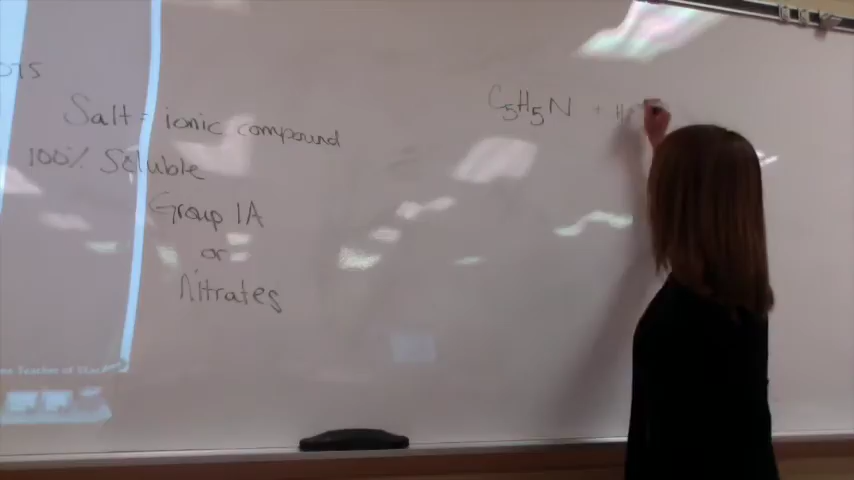 Salt = ionic compound
100% Soluble
Group 1A
or
Nitrates
C₅H₅N + H